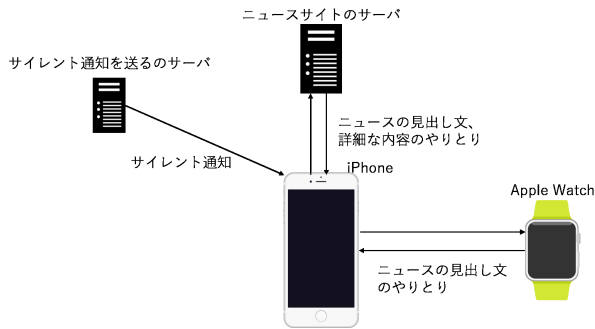 ニュースサイトのサーバ
サイレント通知を送るのサーバ
ニュースの見出し文、
詳細な内容のやりとり
サイレント通知
iPhone
Apple Watch
ニュースの見出し文
のやりとり